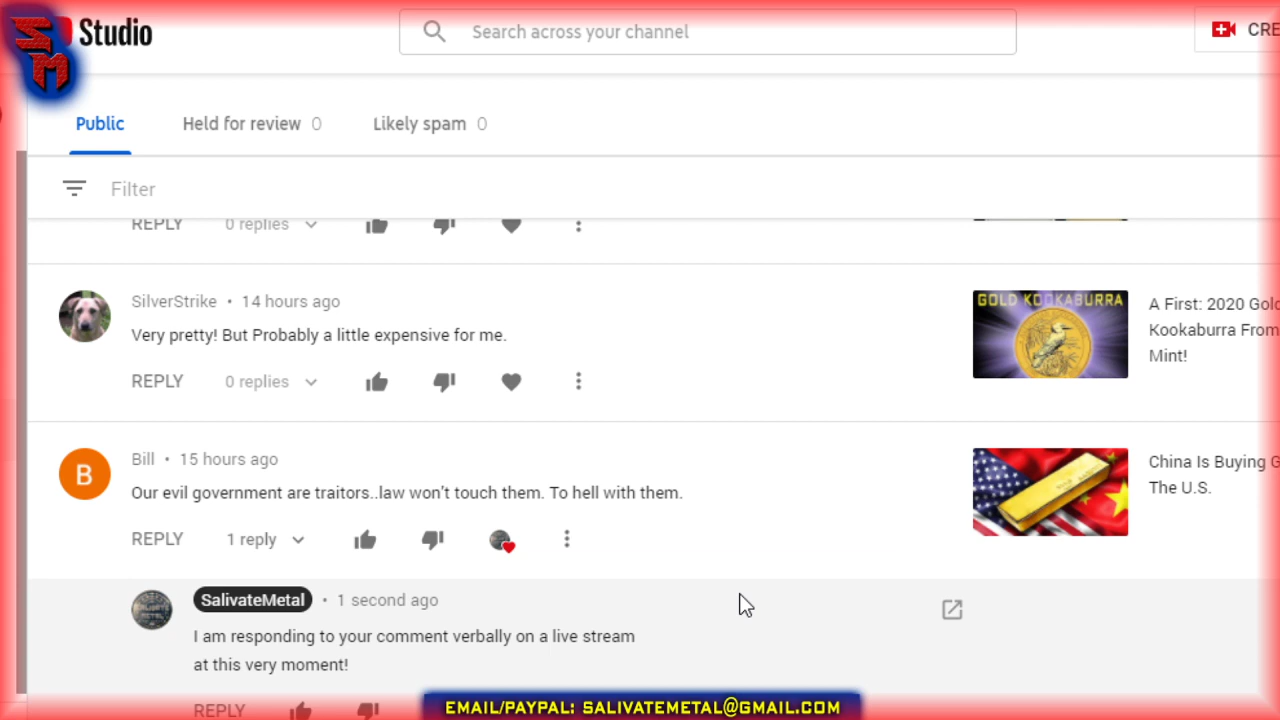 SM
Studio
Search across your channel
CRE
Public
Held for review 0
Likely spam 0
Filter
REPLY 0 replies
SilverStrike • 14 hours ago
Very pretty! But Probably a little expensive for me.
REPLY 0 replies
GOLD KOOKABURRA
A First: 2020 Gold
Kookaburra From
Mint!
B
Bill • 15 hours ago
Our evil government are traitors..law won't touch them. To hell with them.
REPLY 1 reply
China Is Buying G
The U.S.
SalivateMetal • 1 second ago
I am responding to your comment verbally on a live stream
at this very moment!
REPLY
EMAIL/PAYPAL: SALIVATEMETAL@GMAIL.COM